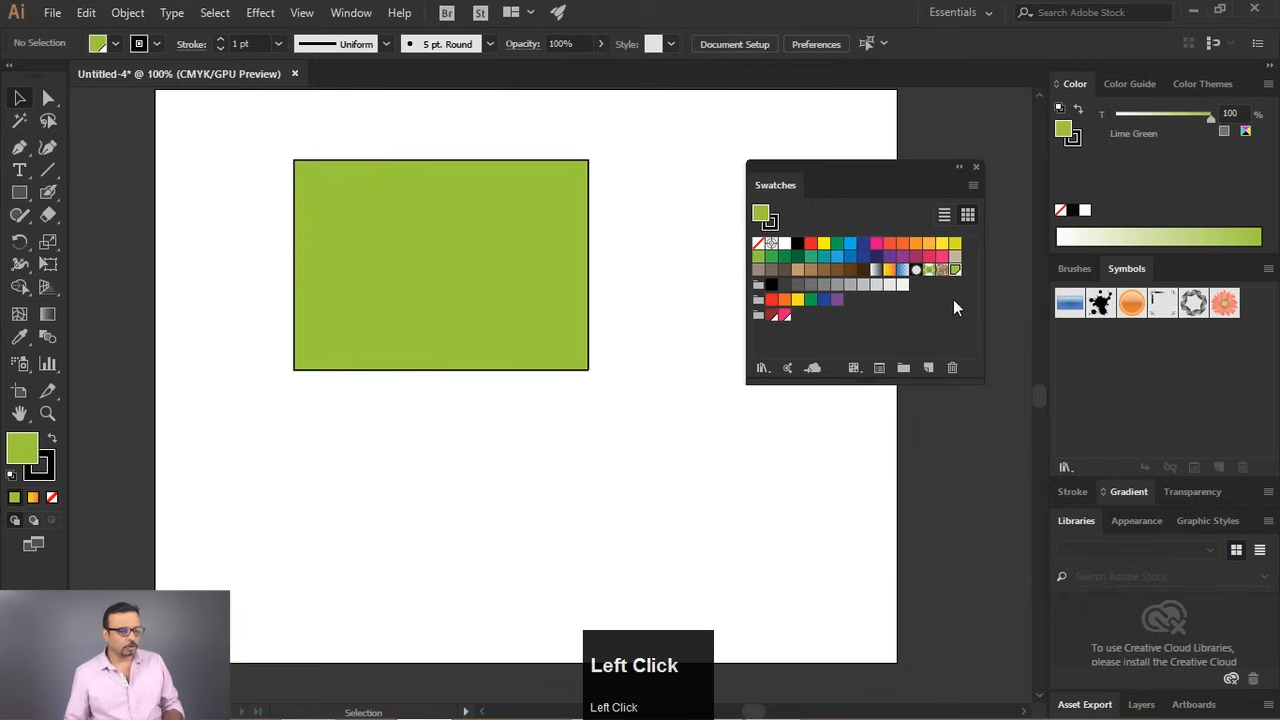 Ai File Edit Object Type Select Effect View Window Help Br St Essentials Search Adobe Stock
No Selection Stroke: 1 pt Uniform 5 pt. Round Opacity: 100% Style: Document Setup Preferences
Untitled-4* @ 100% (CMYK/GPU Preview)
Color Color Guide Color Themes
T 100 %
Lime Green
Swatches
Brushes Symbols
Stroke Gradient Transparency
Libraries Appearance Graphic Styles
Search Adobe Stock
To use Creative Cloud Libraries,
please install the Creative Cloud
Left Click
Left Click
Selection
Asset Export Layers Artboards